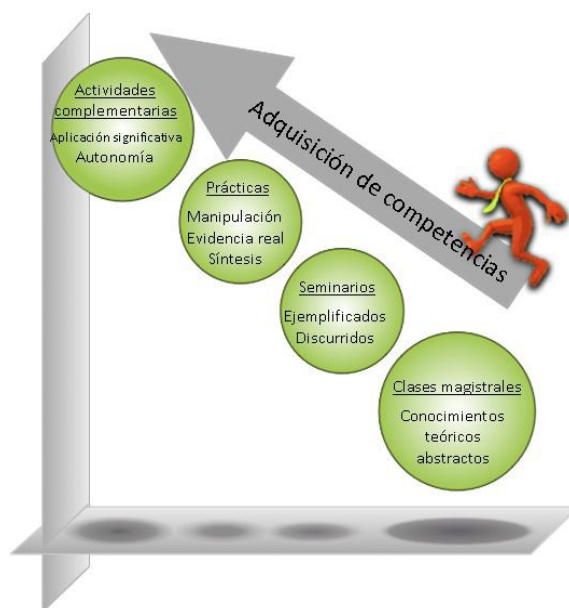 Actividades
complementarias
Aplicación significativa
Autonomía
Adquisición de competencias
Prácticas
Manipulación
Evidencia real
Síntesis
Seminarios
Ejemplificados
Discurridos
Clases magistrales
Conocimientos
teóricos
abstractos